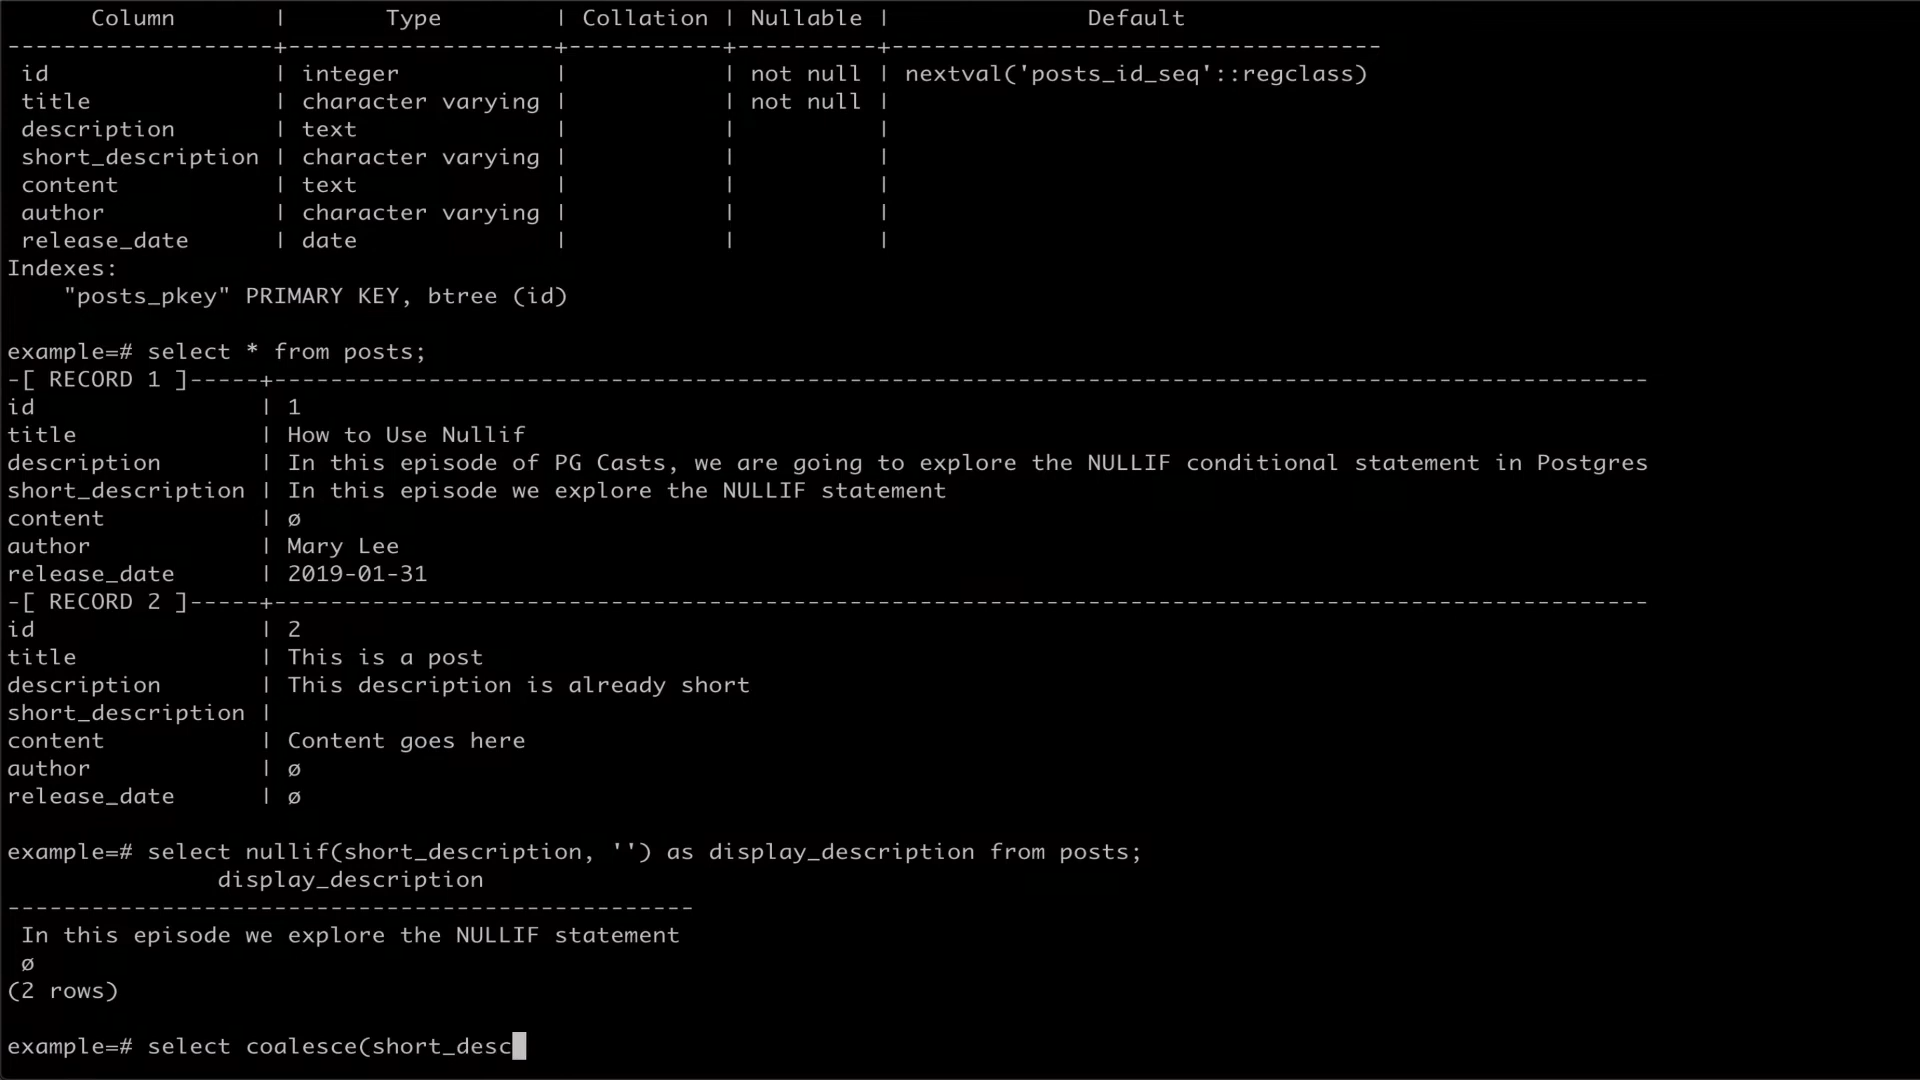 Column       |       Type       | Collation | Nullable |              Default
-------------------+------------------+-----------+----------+-----------------------------------
 id                | integer          |           | not null | nextval('posts_id_seq'::regclass)
 title             | character varying |           | not null |
 description       | text             |           |          |
 short_description | character varying |           |          |
 content           | text             |           |          |
 author            | character varying |           |          |
 release_date      | date             |           |          |
Indexes:
    "posts_pkey" PRIMARY KEY, btree (id)

example=# select * from posts;
-[ RECORD 1 ]-----+--------------------------------------------------------------------------------------------------
id                | 1
title             | How to Use Nullif
description       | In this episode of PG Casts, we are going to explore the NULLIF conditional statement in Postgres
short_description | In this episode we explore the NULLIF statement
content           | ø
author            | Mary Lee
release_date      | 2019-01-31
-[ RECORD 2 ]-----+--------------------------------------------------------------------------------------------------
id                | 2
title             | This is a post
description       | This description is already short
short_description |
content           | Content goes here
author            | ø
release_date      | ø

example=# select nullif(short_description, '') as display_description from posts;
               display_description
-------------------------------------------------
 In this episode we explore the NULLIF statement
 ø
(2 rows)

example=# select coalesce(short_desc